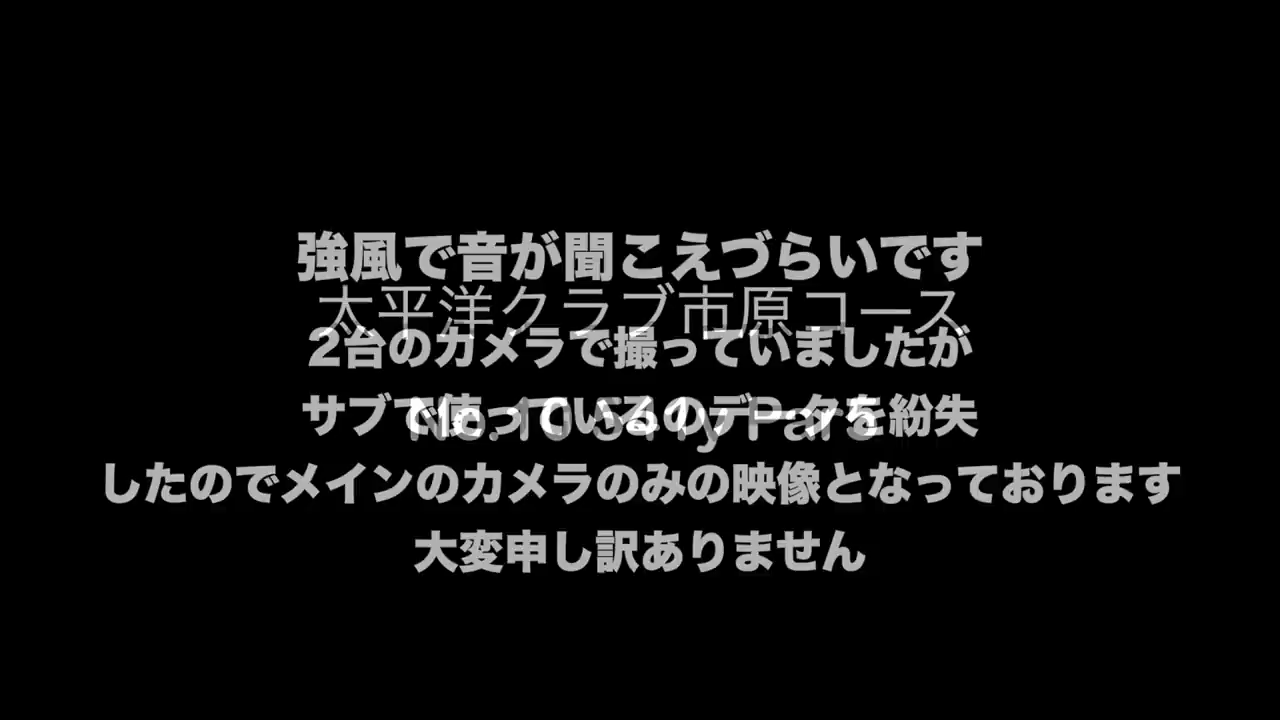 強風で音が聞こえづらいです
太平洋クラブ市原コース
2台のカメラで撮っていましたが
サブで使っているのデータを紛失
Par5
したのでメインのカメラのみの映像となっております
大変申し訳ありません